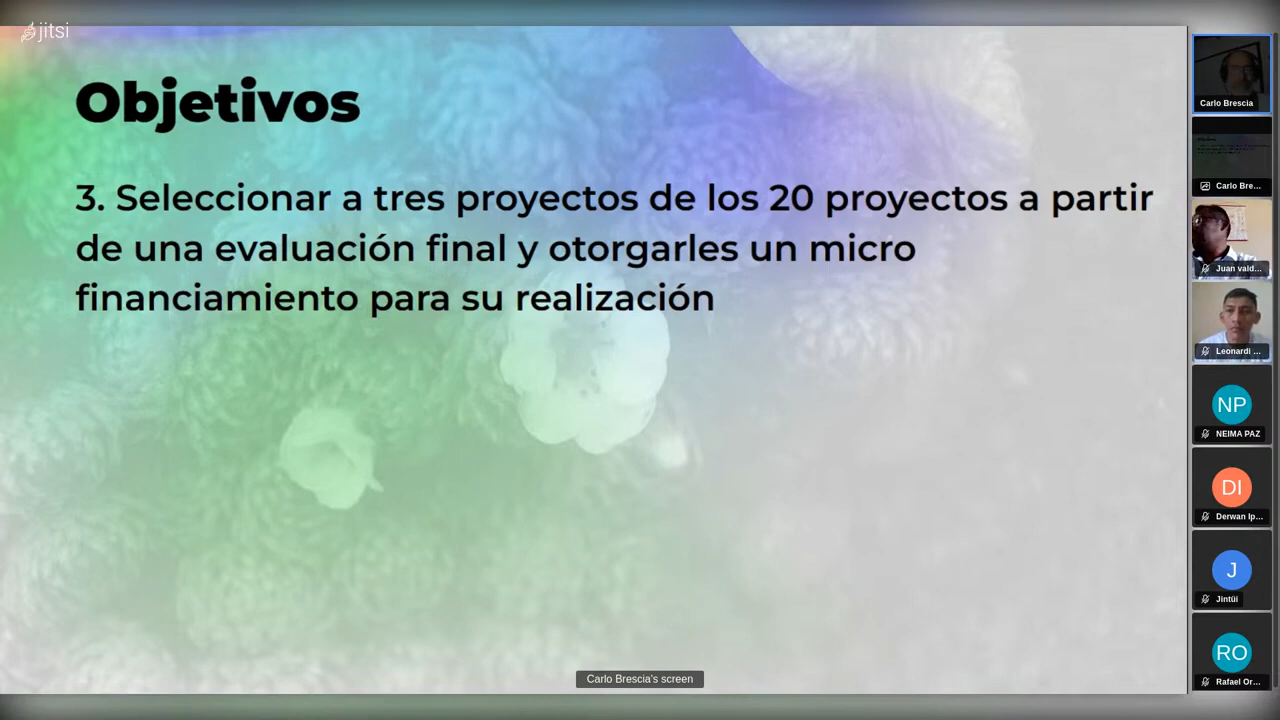 jitsi
Objetivos
3. Seleccionar a tres proyectos de los 20 proyectos a partir
de una evaluación final y otorgarles un micro
financiamiento para su realización
Carlo Brescia's screen
Carlo Brescia
Carlo Bre...
Juan vald...
Leonardi ...
NP
NEIMA PAZ
DI
Derwan Ip...
J
Jintüi
RO
Rafael Or...